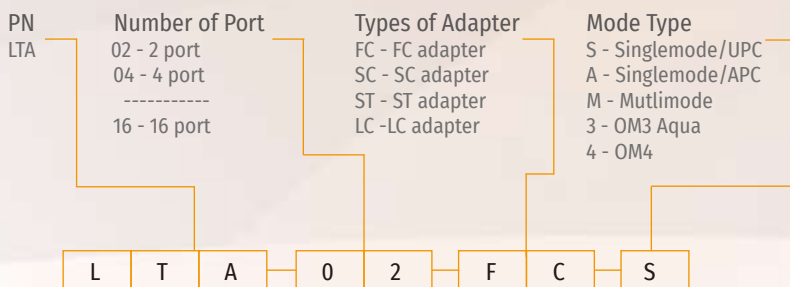 PN
LTA
Number of Port
02 - 2 port
04 - 4 port
-----------
16 - 16 port
Types of Adapter
FC - FC adapter
SC - SC adapter
ST - ST adapter
LC -LC adapter
Mode Type
S - Singlemode/UPC
A - Singlemode/APC
M - Mutlimode
3 - OM3 Aqua
4 - OM4
L T A 0 2 F C S